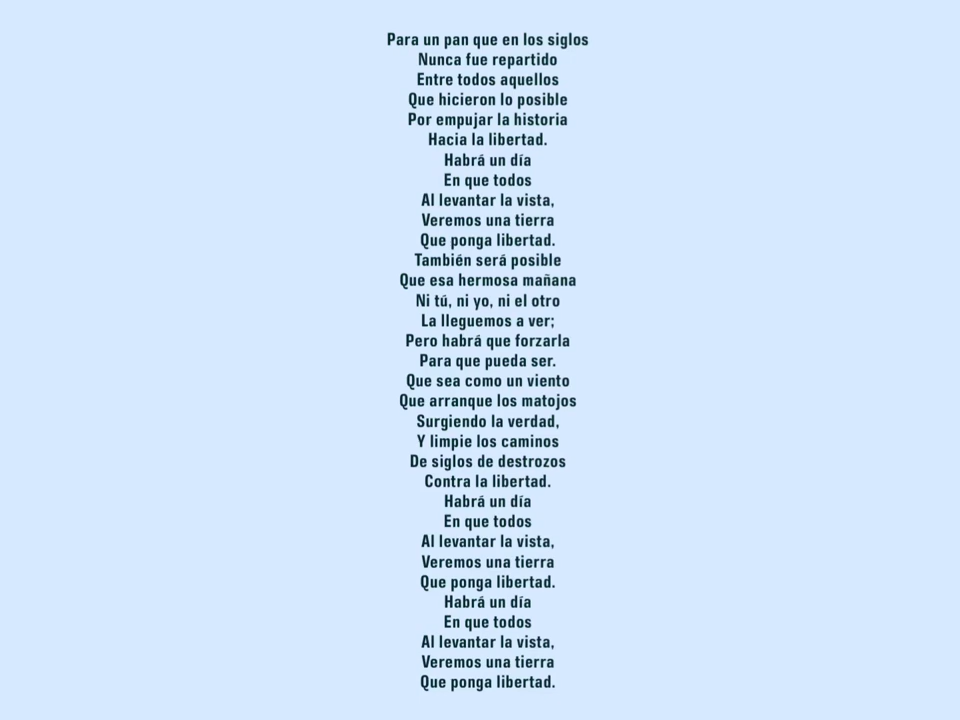 Para un pan que en los siglos
Nunca fue repartido
Entre todos aquellos
Que hicieron lo posible
Por empujar la historia
Hacia la libertad.
Habrá un día
En que todos
Al levantar la vista,
Veremos una tierra
Que ponga libertad.
También será posible
Que esa hermosa mañana
Ni tú, ni yo, ni el otro
La lleguemos a ver;
Pero habrá que forzarla
Para que pueda ser.
Que sea como un viento
Que arranque los matojos
Surgiendo la verdad,
Y limpie los caminos
De siglos de destrozos
Contra la libertad.
Habrá un día
En que todos
Al levantar la vista,
Veremos una tierra
Que ponga libertad.
Habrá un día
En que todos
Al levantar la vista,
Veremos una tierra
Que ponga libertad.